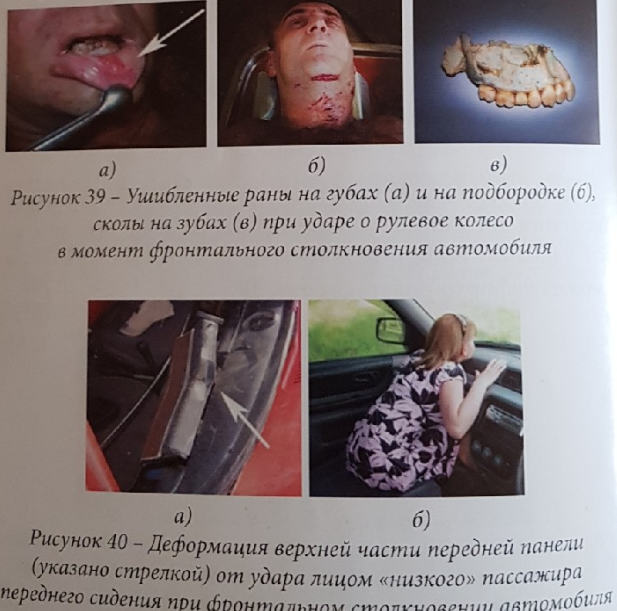 а)
б)
в)
Рисунок 39 – Ушибленные раны на губах (а) и на подбородке (б),
сколы на зубах (в) при ударе о рулевое колесо
в момент фронтального столкновения автомобиля
а)
б)
Рисунок 40 – Деформация верхней части передней панели
(указано стрелкой) от удара лицом «низкого» пассажира
переднего сидения при фронтальном столкновении автомобиля